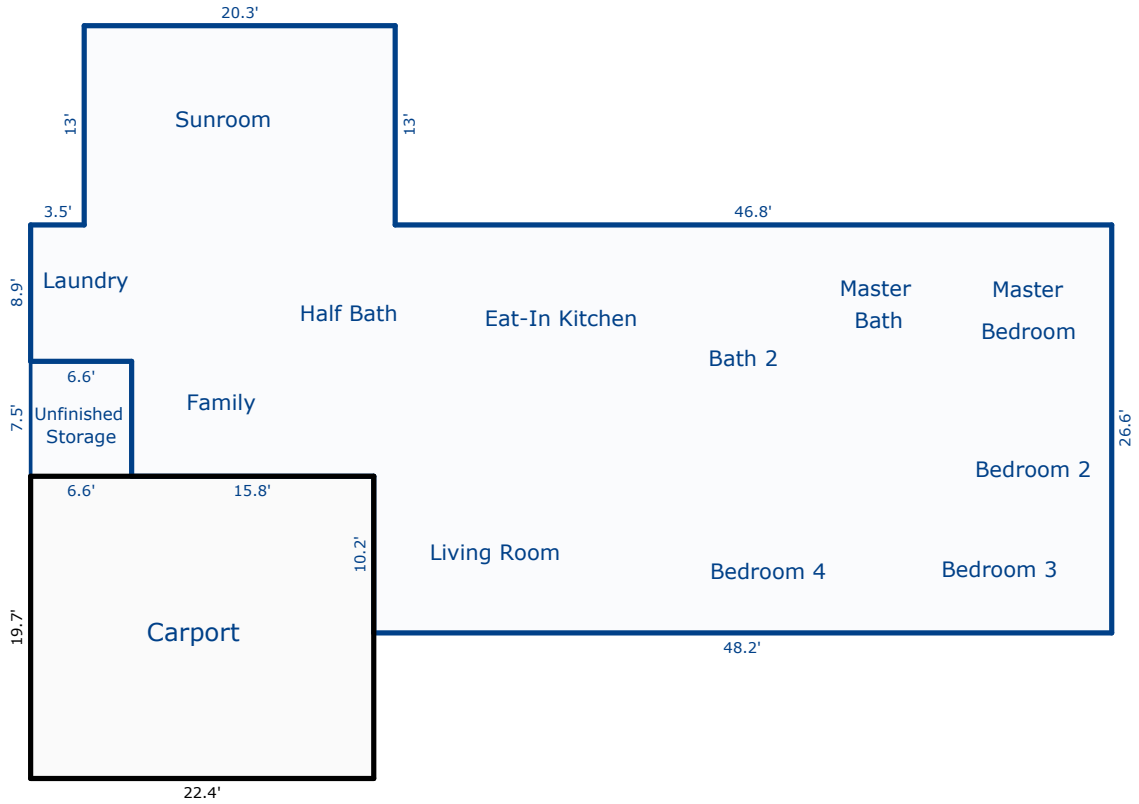 20.3'
13'
Sunroom
13'
3.5'
46.8'
8.9'
Laundry
Half Bath
Eat-In Kitchen
Master
Bath
Master
Bedroom
Bath 2
6.6'
7.5'
Unfinished
Storage
Family
26.6'
Bedroom 2
6.6'
15.8'
10.2'
Living Room
Bedroom 4
Bedroom 3
19.7'
Carport
48.2'
22.4'